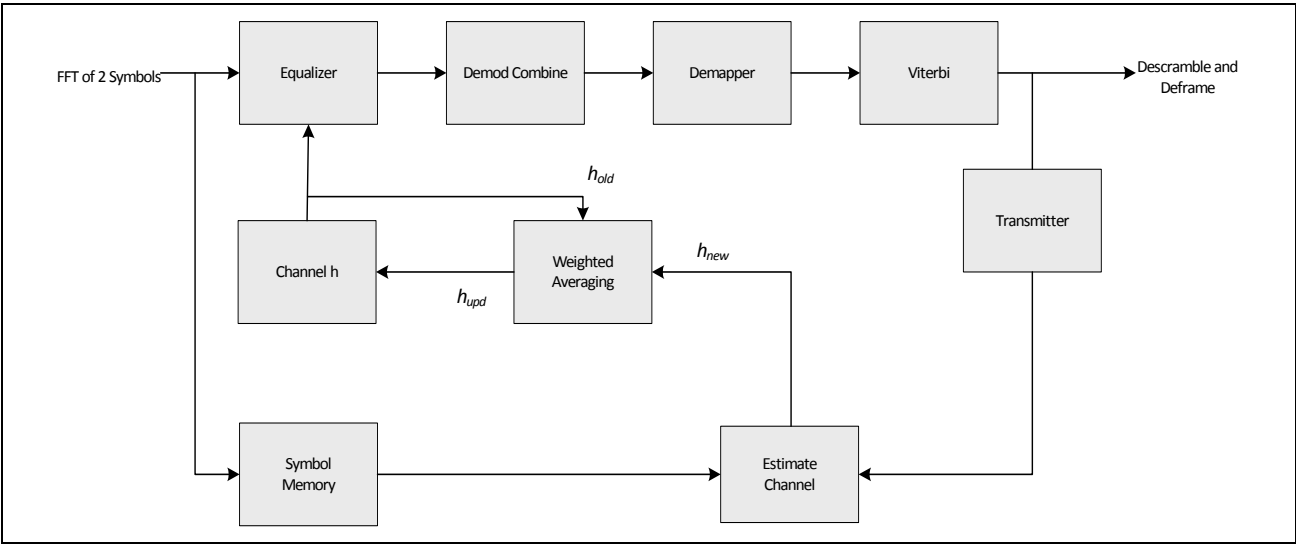 FFT of 2 Symbols
Equalizer
Demod Combine
Demapper
Viterbi
Descramble and
Deframe
h_old
Transmitter
Channel h
Weighted
Averaging
h_new
h_upd
Symbol
Memory
Estimate
Channel